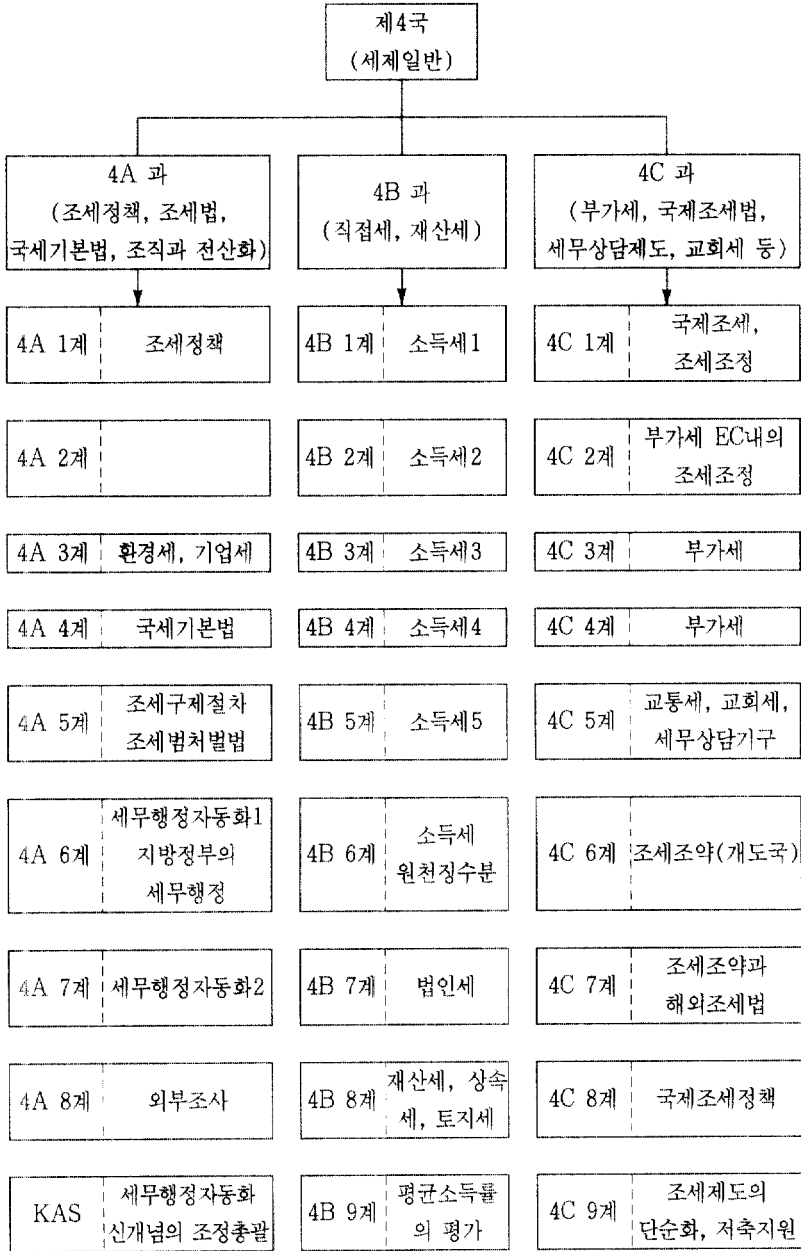 제4국
(세제일반)
4A 과
(조세정책, 조세법,
국세기본법, 조직과 전산화)
4B 과
(직접세, 재산세)
4C 과
(부가세, 국제조세법,
세무상담제도, 교회세 등)
4A 1계 조세정책
4B 1계 소득세1
4C 1계 국제조세,
조세조정
4A 2계
4B 2계 소득세2
4C 2계 부가세 EC내의
조세조정
4A 3계 환경세, 기업세
4B 3계 소득세3
4C 3계 부가세
4A 4계 국세기본법
4B 4계 소득세4
4C 4계 부가세
4A 5계 조세구제절차
조세범처벌법
4B 5계 소득세5
4C 5계 교통세, 교회세,
세무상담기구
4A 6계 세무행정자동화1
지방정부의
세무행정
4B 6계 소득세
원천징수분
4C 6계 조세조약(개도국)
4A 7계 세무행정자동화2
4B 7계 법인세
4C 7계 조세조약과
해외조세법
4A 8계 외부조사
4B 8계 재산세, 상속
세, 토지세
4C 8계 국제조세정책
KAS 세무행정자동화
신개념의 조정총괄
4B 9계 평균소득률
의 평가
4C 9계 조세제도의
단순화, 저축지원